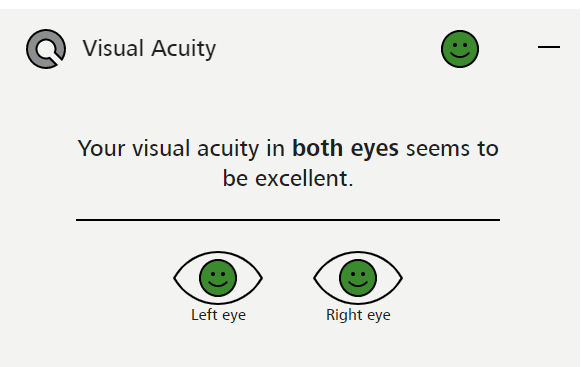 Visual Acuity
Your visual acuity in both eyes seems to
be excellent.
Left eye
Right eye